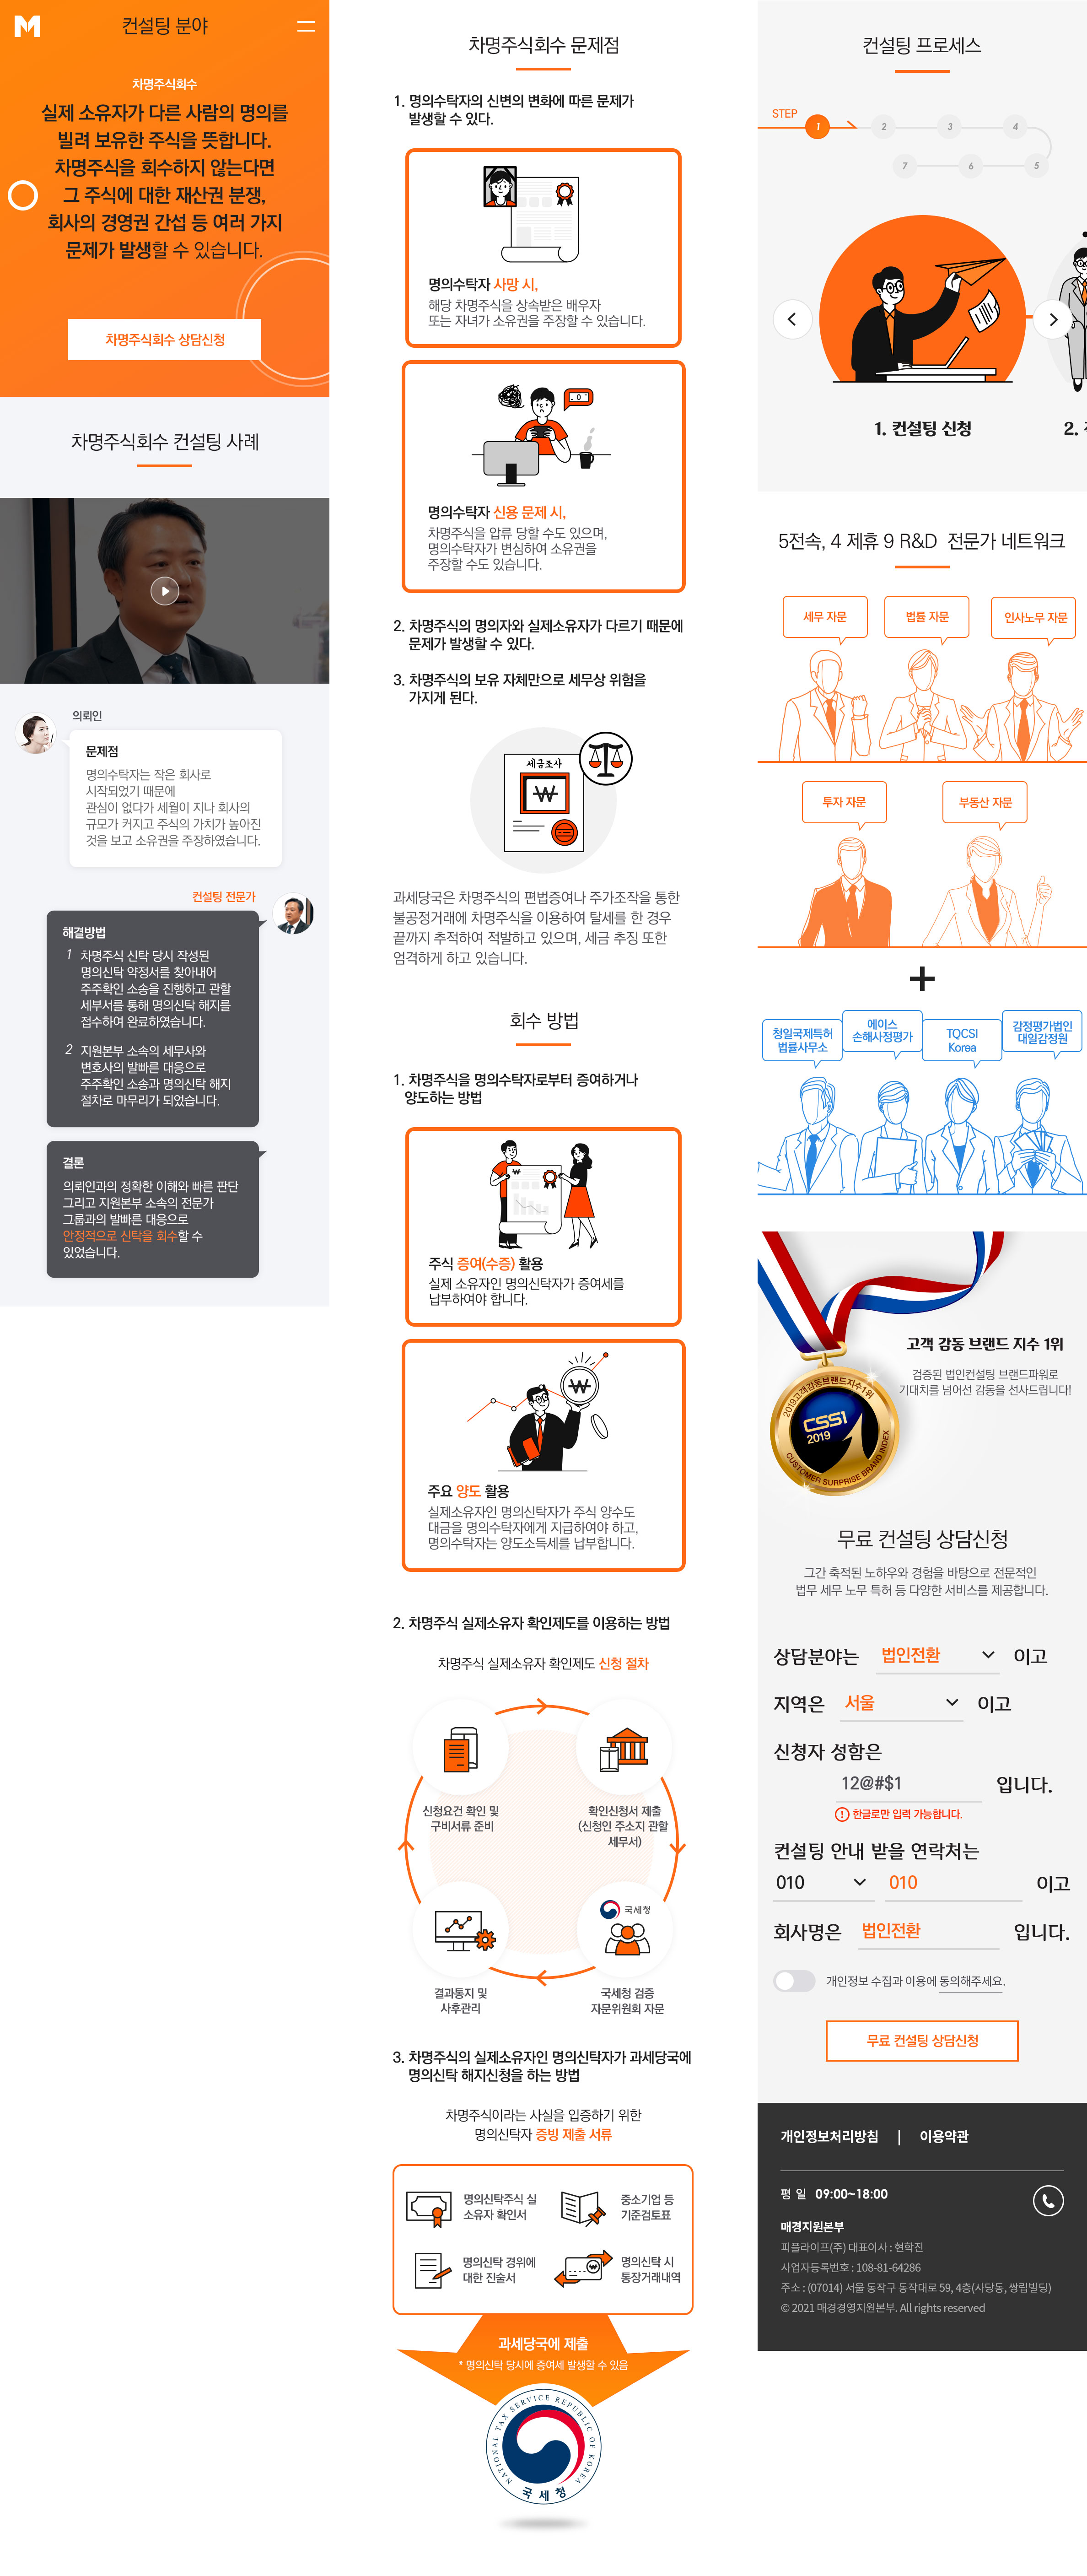 M
컨설팅 분야
차명주식회수
실제 소유자가 다른 사람의 명의를
빌려 보유한 주식을 뜻합니다.
차명주식을 회수하지 않는다면
그 주식에 대한 재산권 분쟁,
회사의 경영권 간섭 등 여러 가지
문제가 발생할 수 있습니다.
차명주식회수 상담신청
차명주식회수 컨설팅 사례
의뢰인
문제점
명의수탁자는 작은 회사로
시작되었기 때문에
관심이 없다가 세월이 지나 회사의
규모가 커지고 주식의 가치가 높아진
것을 보고 소유권을 주장하였습니다.
컨설팅 전문가
해결방법
1 차명주식 신탁 당시 작성된
명의신탁 약정서를 찾아내어
주주확인 소송을 진행하고 관할
세부서를 통해 명의신탁 해지를
접수하여 완료하였습니다.
2 지원본부 소속의 세무사와
변호사의 발빠른 대응으로
주주확인 소송과 명의신탁 해지
절차로 마무리가 되었습니다.
결론
의뢰인과의 정확한 이해와 빠른 판단
그리고 지원본부 소속의 전문가
그룹과의 발빠른 대응으로
안정적으로 신탁을 회수할 수
있었습니다.
차명주식회수 문제점
1. 명의수탁자의 신변의 변화에 따른 문제가
발생할 수 있다.
명의수탁자 사망 시,
해당 차명주식을 상속받은 배우자
또는 자녀가 소유권을 주장할 수 있습니다.
명의수탁자 신용 문제 시,
차명주식을 압류 당할 수도 있으며,
명의수탁자가 변심하여 소유권을
주장할 수도 있습니다.
2. 차명주식의 명의자와 실제소유자가 다르기 때문에
문제가 발생할 수 있다.
3. 차명주식의 보유 자체만으로 세무상 위험을
가지게 된다.
세금조사
₩
과세당국은 차명주식의 편법증여나 주가조작을 통한
불공정거래에 차명주식을 이용하여 탈세를 한 경우
끝까지 추적하여 적발하고 있으며, 세금 추징 또한
엄격하게 하고 있습니다.
회수 방법
1. 차명주식을 명의수탁자로부터 증여하거나
양도하는 방법
주식 증여(수증) 활용
실제 소유자인 명의신탁자가 증여세를
납부하여야 합니다.
₩
주요 양도 활용
실제소유자인 명의신탁자가 주식 양수도
대금을 명의수탁자에게 지급하여야 하고,
명의수탁자는 양도소득세를 납부합니다.
2. 차명주식 실제소유자 확인제도를 이용하는 방법
차명주식 실제소유자 확인제도 신청 절차
신청요건 확인 및
구비서류 준비
확인신청서 제출
(신청인 주소지 관할
세무서)
국세청
결과통지 및
사후관리
국세청 검증
자문위원회 자문
3. 차명주식의 실제소유자인 명의신탁자가 과세당국에
명의신탁 해지신청을 하는 방법
차명주식이라는 사실을 입증하기 위한
명의신탁자 증빙 제출 서류
명의신탁주식 실
소유자 확인서
중소기업 등
기준검토표
명의신탁 경위에
대한 진술서
₩
명의신탁 시
통장거래내역
과세당국에 제출
* 명의신탁 당시에 증여세 발생할 수 있음
NATIONAL TAX SERVICE REPUBLIC OF KOREA
국세청
컨설팅 프로세스
STEP
1
2
3
4
5
6
7
1. 컨설팅 신청
2.
5전속, 4 제휴 9 R&D 전문가 네트워크
세무 자문
법률 자문
인사노무 자문
투자 자문
부동산 자문
+
청일국제특허
법률사무소
에이스
손해사정평가
TQCSI
Korea
감정평가법인
대일감정원
고객 감동 브랜드 지수 1위
검증된 법인컨설팅 브랜드파워로
기대치를 넘어선 감동을 선사드립니다!
2019고객감동브랜드지수1위
CSSI
2019
CUSTOMER SURPRISE BRAND INDEX
무료 컨설팅 상담신청
그간 축적된 노하우와 경험을 바탕으로 전문적인
법무 세무 노무 특허 등 다양한 서비스를 제공합니다.
상담분야는 법인전환 이고
지역은 서울 이고
신청자 성함은
12@#$1 입니다.
한글로만 입력 가능합니다.
컨설팅 안내 받을 연락처는
010 010 이고
회사명은 법인전환 입니다.
개인정보 수집과 이용에 동의해주세요.
무료 컨설팅 상담신청
개인정보처리방침 | 이용약관
평 일 09:00~18:00
매경지원본부
피플라이프(주) 대표이사 : 현학진
사업자등록번호 : 108-81-64286
주소 : (07014) 서울 동작구 동작대로 59, 4층(사당동, 쌍립빌딩)
© 2021 매경경영지원본부. All rights reserved